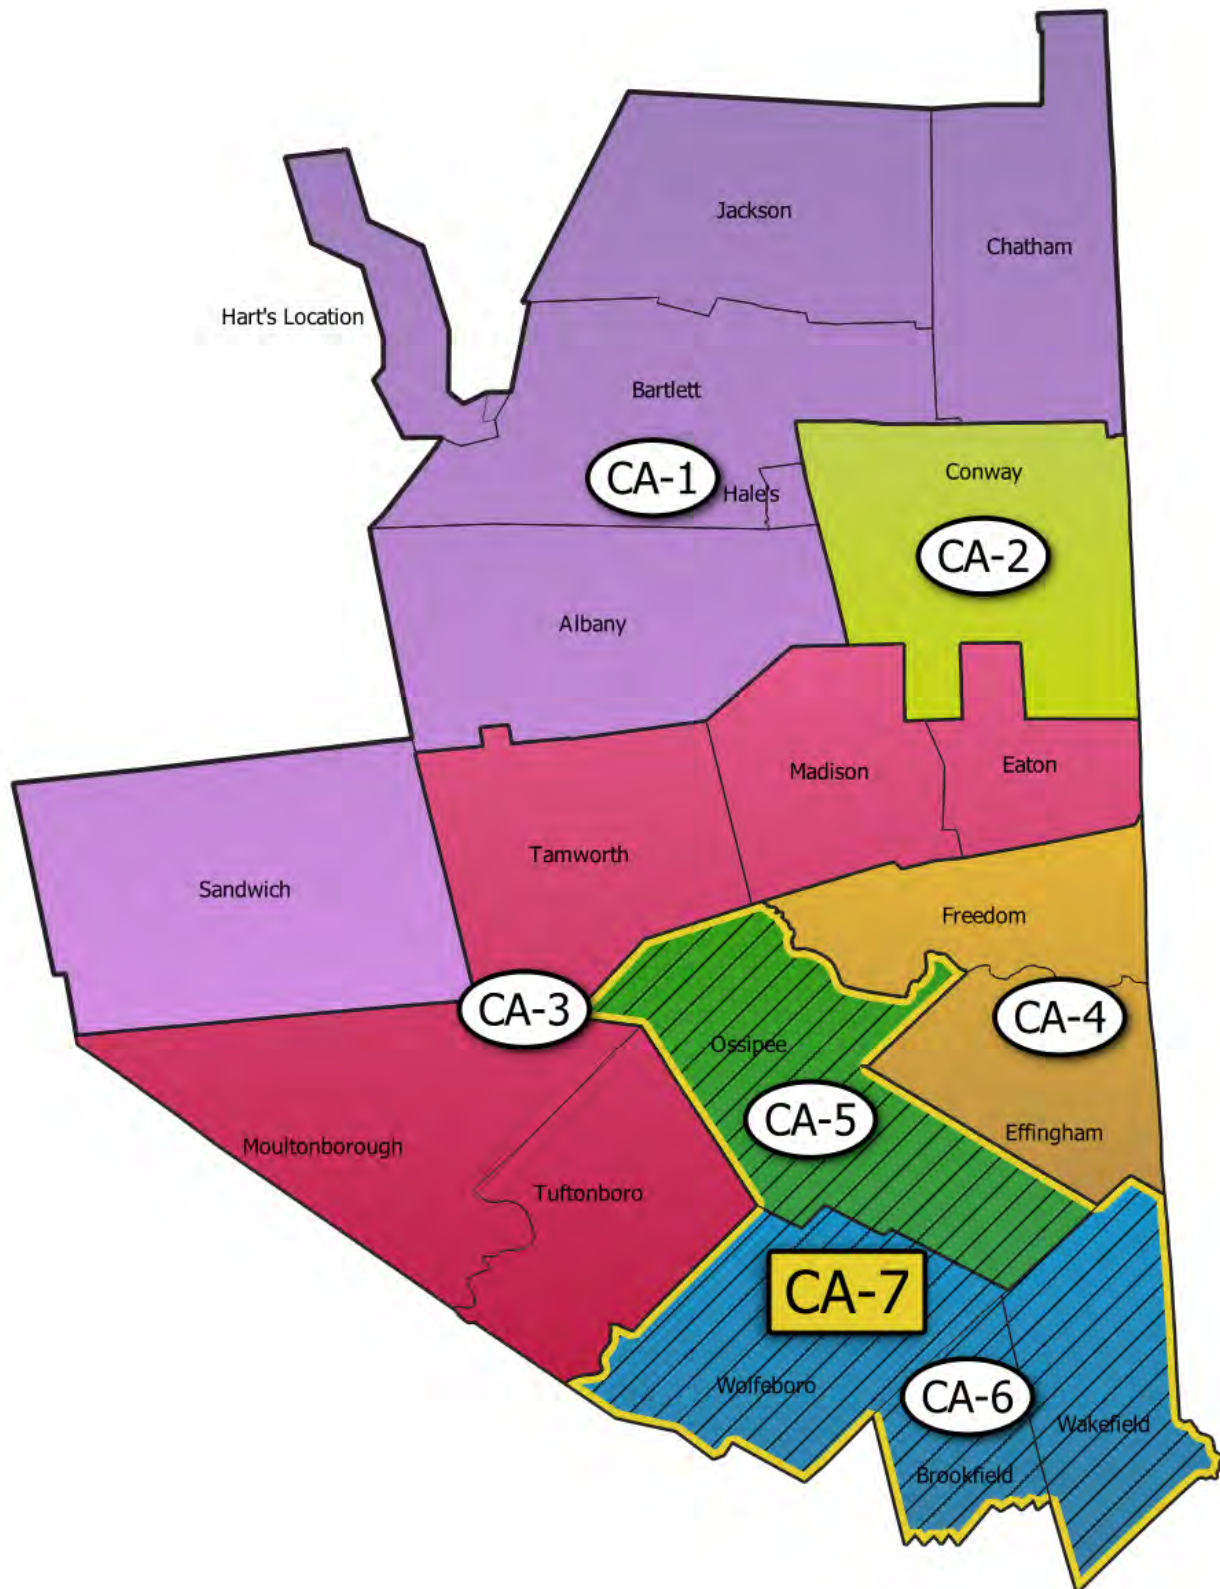 Jackson
Chatham
Hart's Location
Bartlett
CA-1
Hale's
Conway
CA-2
Albany
Madison
Eaton
Tamworth
Sandwich
Freedom
CA-3
CA-4
Ossipee
CA-5
Effingham
Moultonborough
Tuftonboro
CA-7
Wolfeboro
CA-6
Wakefield
Brookfield